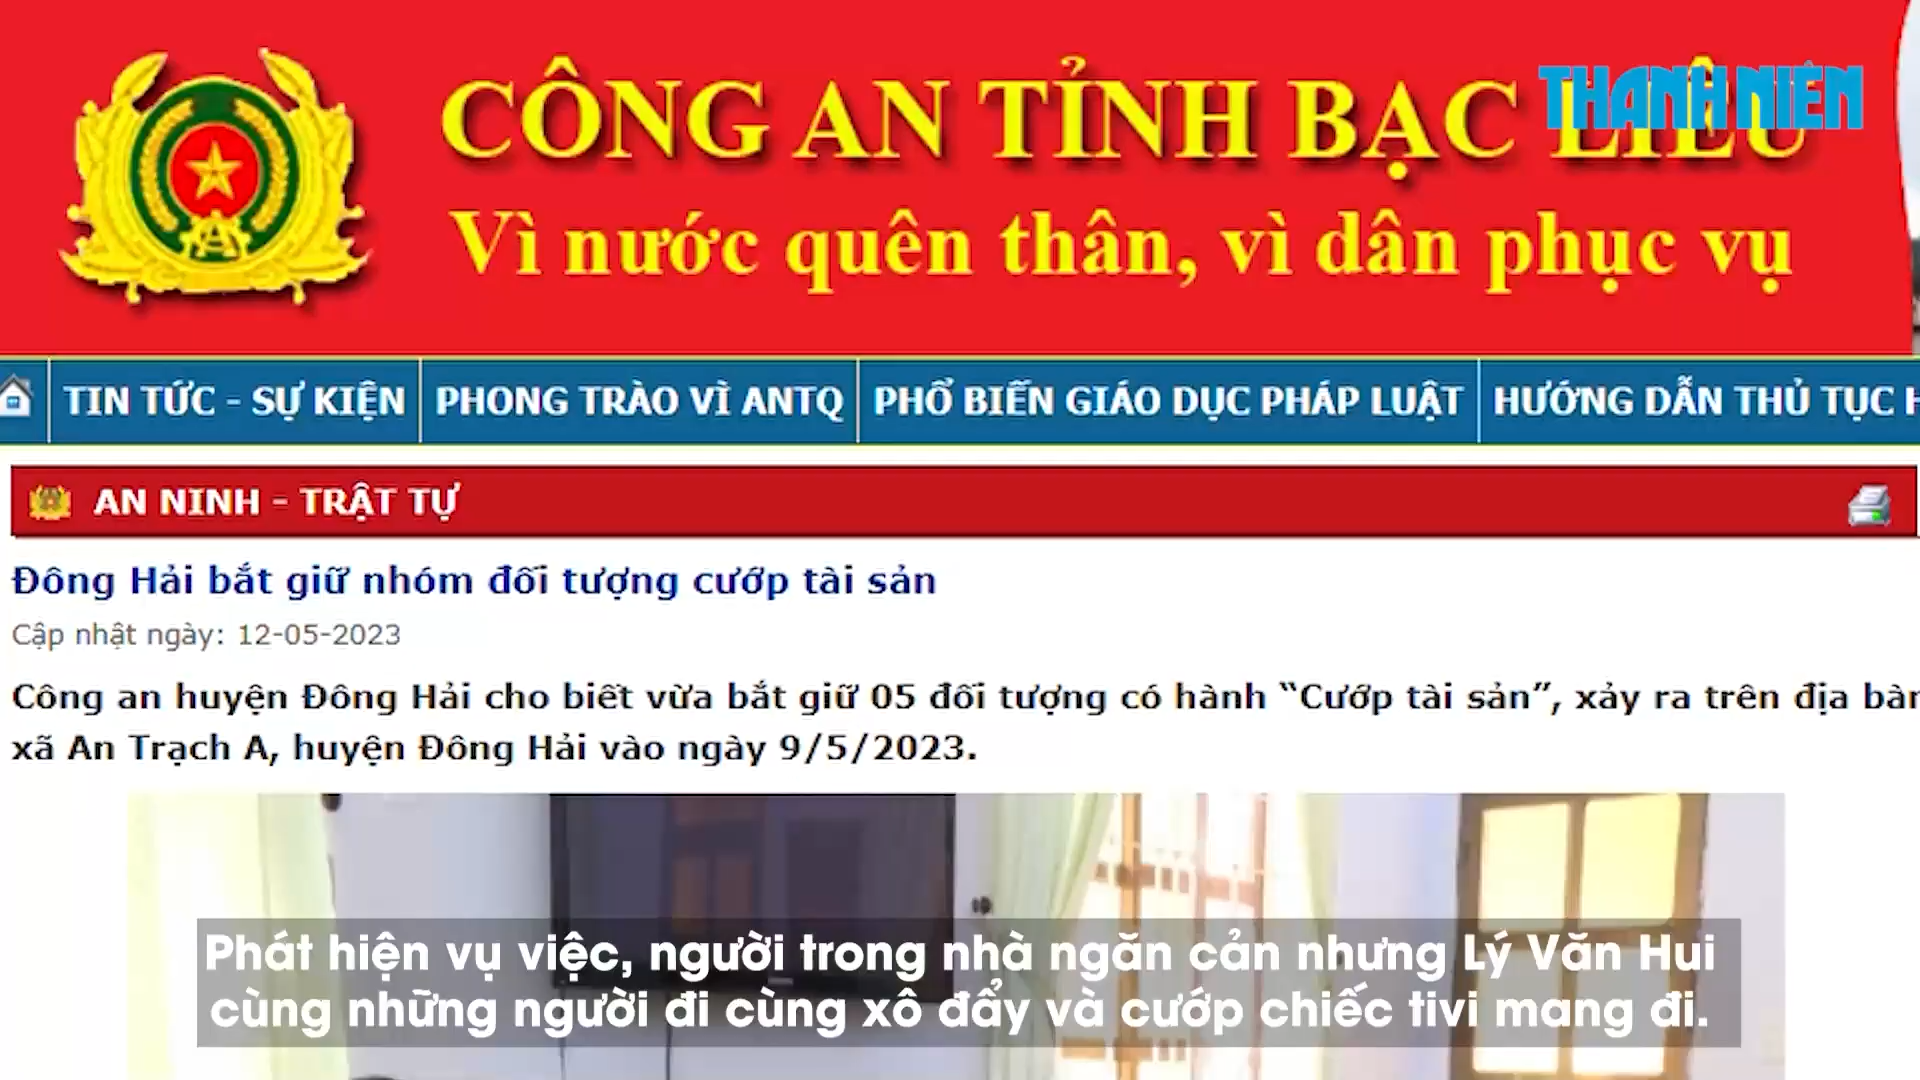 CÔNG AN TỈNH BẠC LIÊU
THANH NIÊN
Vì nước quên thân, vì dân phục vụ
TIN TỨC - SỰ KIỆN PHONG TRÀO VÌ ANTQ PHỔ BIẾN GIÁO DỤC PHÁP LUẬT HƯỚNG DẪN THỦ TỤC H
AN NINH - TRẬT TỰ
Đông Hải bắt giữ nhóm đối tượng cướp tài sản
Cập nhật ngày: 12-05-2023
Công an huyện Đông Hải cho biết vừa bắt giữ 05 đối tượng có hành “Cướp tài sản”, xảy ra trên địa bàn
xã An Trạch A, huyện Đông Hải vào ngày 9/5/2023.
Phát hiện vụ việc, người trong nhà ngăn cản nhưng Lý Văn Hui
cùng những người đi cùng xô đẩy và cướp chiếc tivi mang đi.